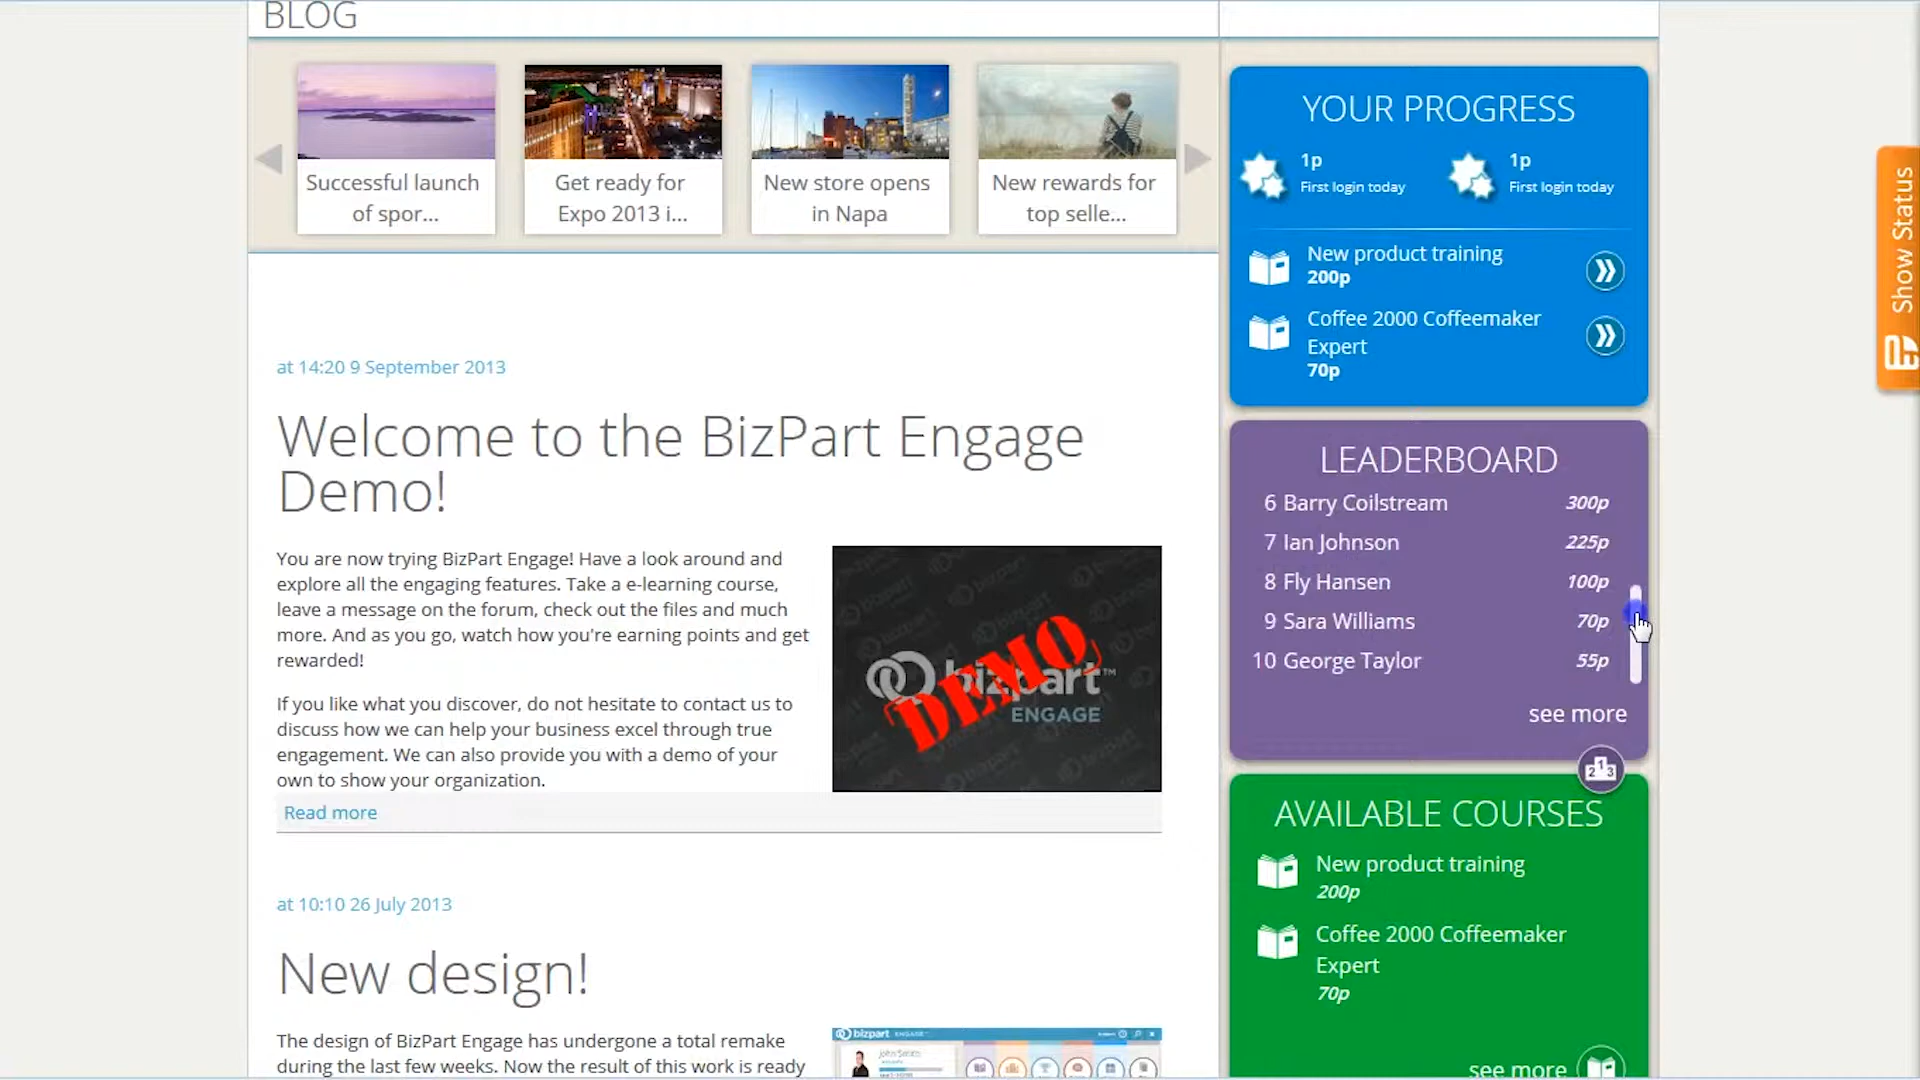 BLOG
Successful launch
of spor...
Get ready for
Expo 2013 i...
New store opens
in Napa
New rewards for
top selle...
at 14:20 9 September 2013
Welcome to the BizPart Engage
Demo!
You are now trying BizPart Engage! Have a look around and
explore all the engaging features. Take a e-learning course,
leave a message on the forum, check out the files and much
more. And as you go, watch how you're earning points and get
rewarded!
If you like what you discover, do not hesitate to contact us to
discuss how we can help your business excel through true
engagement. We can also provide you with a demo of your
own to show your organization.
Read more
DEMO
ENGAGE
at 10:10 26 July 2013
New design!
The design of BizPart Engage has undergone a total remake
during the last few weeks. Now the result of this work is ready
bizpart ENGAGE
John Smith
YOUR PROGRESS
1p
First login today
1p
First login today
New product training
200p
Coffee 2000 Coffeemaker
Expert
70p
LEADERBOARD
6 Barry Coilstream 300p
7 Ian Johnson 225p
8 Fly Hansen 100p
9 Sara Williams 70p
10 George Taylor 55p
see more
2 1 3
AVAILABLE COURSES
New product training
200p
Coffee 2000 Coffeemaker
Expert
70p
see more
Show Status